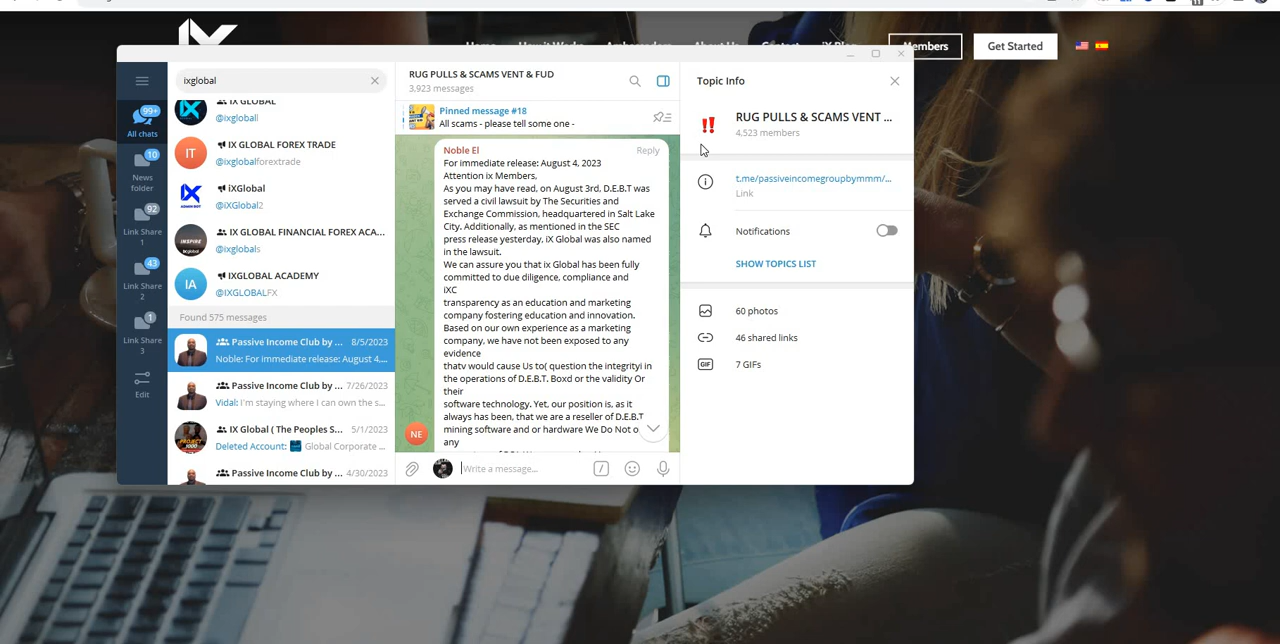 iX
Members
Get Started
ixglobal
RUG PULLS & SCAMS VENT & FUD
3,923 messages
Topic Info
99+
All chats
10
News
folder
92
Link Share
1
43
Link Share
2
1
Link Share
3
Edit
IX GLOBAL
@ixgloball
IT
IX GLOBAL FOREX TRADE
@ixglobalforextrade
iXGlobal
@iXGlobal2
IX GLOBAL FINANCIAL FOREX ACA...
@ixglobals
IA
IXGLOBAL ACADEMY
@IXGLOBALFX
Found 575 messages
Passive Income Club by ... 8/5/2023
Noble: For immediate release: August 4,...
Passive Income Club by ... 7/26/2023
Vidal: I'm staying where I can own the s...
IX Global ( The Peoples S... 5/1/2023
Deleted Account: Global Corporate ...
Passive Income Club by ... 4/30/2023
Pinned message #18
All scams - please tell some one -
Noble El Reply
For immediate release: August 4, 2023
Attention ix Members,
As you may have read, on August 3rd, D.E.B.T was
served a civil lawsuit by The Securities and
Exchange Commission, headquartered in Salt Lake
City. Additionally, as mentioned in the SEC
press release yesterday, iX Global was also named
in the lawsuit.
We can assure you that ix Global has been fully
committed to due diligence, compliance and
iXC
transparency as an education and marketing
company fostering education and innovation.
Based on our own experience as a marketing
company, we have not been exposed to any
evidence
thatv would cause Us to( question the integrityi in
the operations of D.E.B.T. Boxd or the validity Or
their
software technology. Yet, our position is, as it
always has been, that we are a reseller of D.E.B.T
mining software and or hardware We Do Not o
any
NE
Write a message...
RUG PULLS & SCAMS VENT ...
4,523 members
t.me/passiveincomegroupbymmm/...
Link
Notifications
SHOW TOPICS LIST
60 photos
46 shared links
GIF
7 GIFs